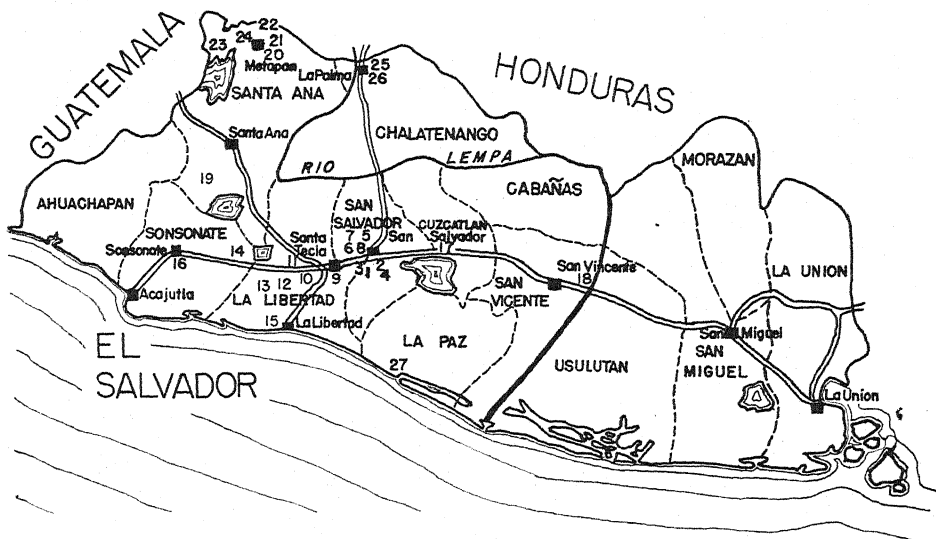 GUATEMALA
HONDURAS
22
24 21
23 20
Metapan
La Palma
25
26
SANTA ANA
CHALATENANGO
Santa Ana
RIO LEMPA
MORAZAN
CABAÑAS
19
AHUACHAPAN
SAN
SALVADOR
7 5
6 8
San
CUZCATLAN
Salvador
SONSONATE
Sonsonate
16
14
Santa
Tecla
11
10
9
3 1 2
4
13 12
LA LIBERTAD
San Vincente
18
SAN
VICENTE
LA UNION
Acajutla
15
La Libertad
LA PAZ
27
USULUTAN
San Miguel
SAN
MIGUEL
La Union
EL
SALVADOR